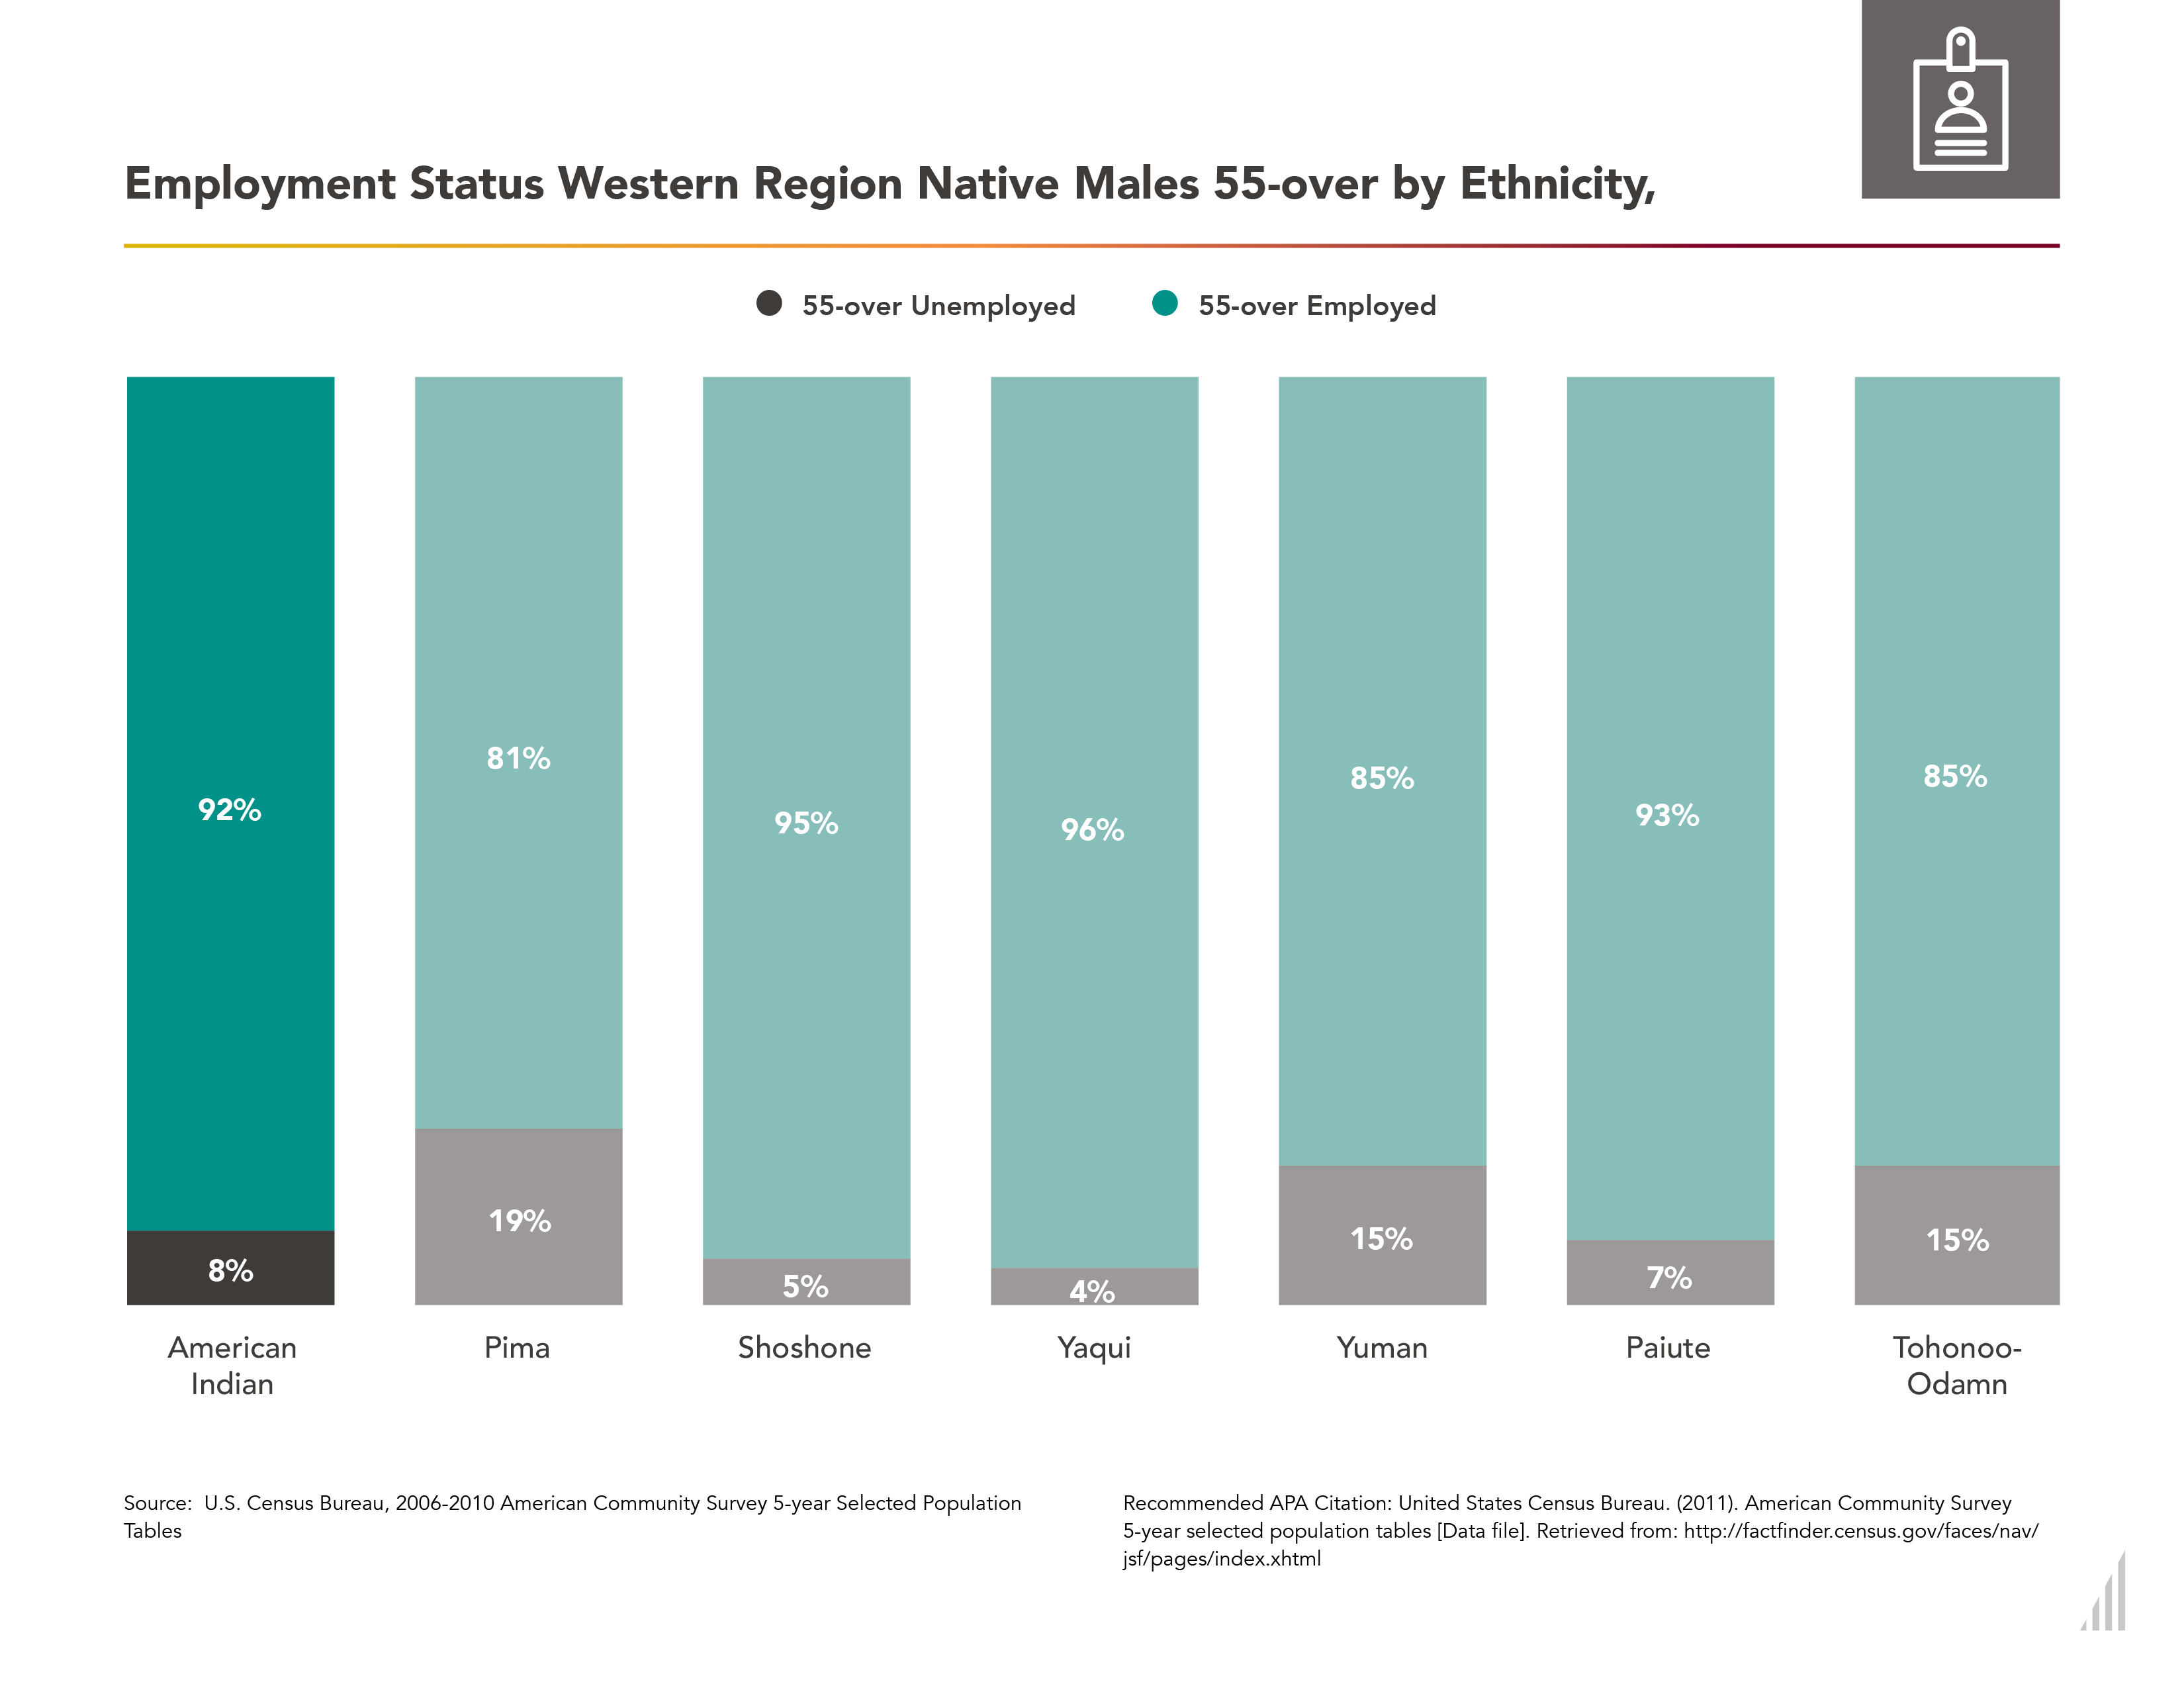 Employment Status Western Region Native Males 55-over by Ethnicity,
55-over Unemployed
55-over Employed
92%
81%
95%
96%
85%
93%
85%
8%
19%
5%
4%
15%
7%
15%
American
Indian
Pima
Shoshone
Yaqui
Yuman
Paiute
Tohonoo-
Odamn
Source:  U.S. Census Bureau, 2006-2010 American Community Survey 5-year Selected Population
Tables
Recommended APA Citation: United States Census Bureau. (2011). American Community Survey
5-year selected population tables [Data file]. Retrieved from: http://factfinder.census.gov/faces/nav/
jsf/pages/index.xhtml